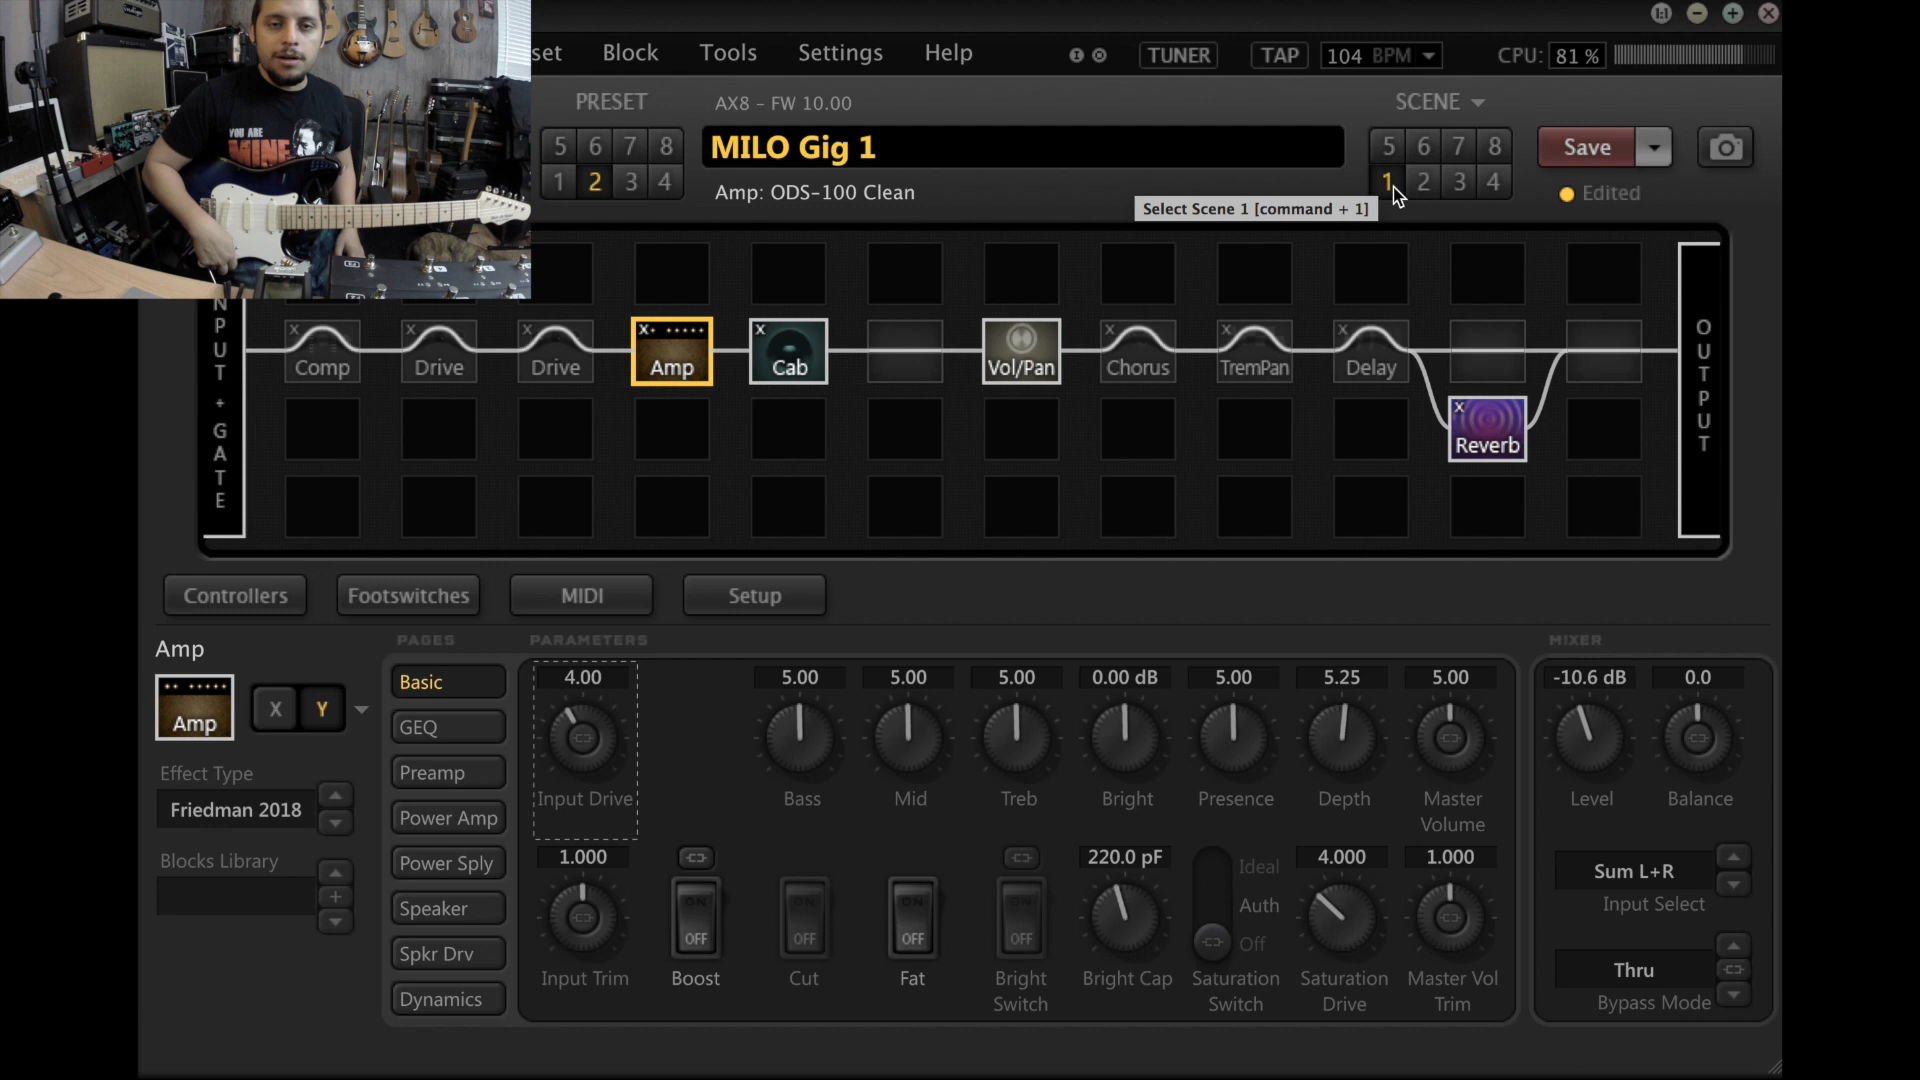 YOU ARE
MINE
set Block Tools Settings Help
TUNER TAP 104 BPM CPU: 81 %
PRESET AX8 - FW 10.00 SCENE
5 6 7 8 MILO Gig 1 5 6 7 8 Save
1 2 3 4 Amp: ODS-100 Clean 1 2 3 4 Edited
Select Scene 1 [command + 1]
NPUT + GATE
x Comp
Drive
Drive
x Amp
x Cab
Vol/Pan
x Chorus
x TremPan
x Delay
x Reverb
OUTPUT
Controllers Footswitches MIDI Setup
Amp PAGES PARAMETERS MIXER
Amp X Y
Effect Type
Friedman 2018
Blocks Library
Basic
GEQ
Preamp
Power Amp
Power Sply
Speaker
Spkr Drv
Dynamics
4.00 5.00 5.00 5.00 0.00 dB 5.00 5.25 5.00
Input Drive Bass Mid Treb Bright Presence Depth Master Volume
1.000 220.0 pF Ideal 4.000 1.000
ON ON ON ON Auth
OFF OFF OFF OFF Off
Input Trim Boost Cut Fat Bright Switch Bright Cap Saturation Switch Saturation Drive Master Vol Trim
-10.6 dB 0.0
Level Balance
Sum L+R
Input Select
Thru
Bypass Mode